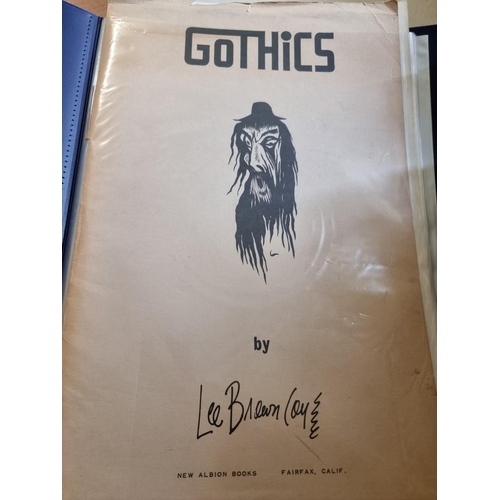 GOTHiCS
by
Lee Brown Coye
NEW ALBION BOOKS FAIRFAX, CALIF.